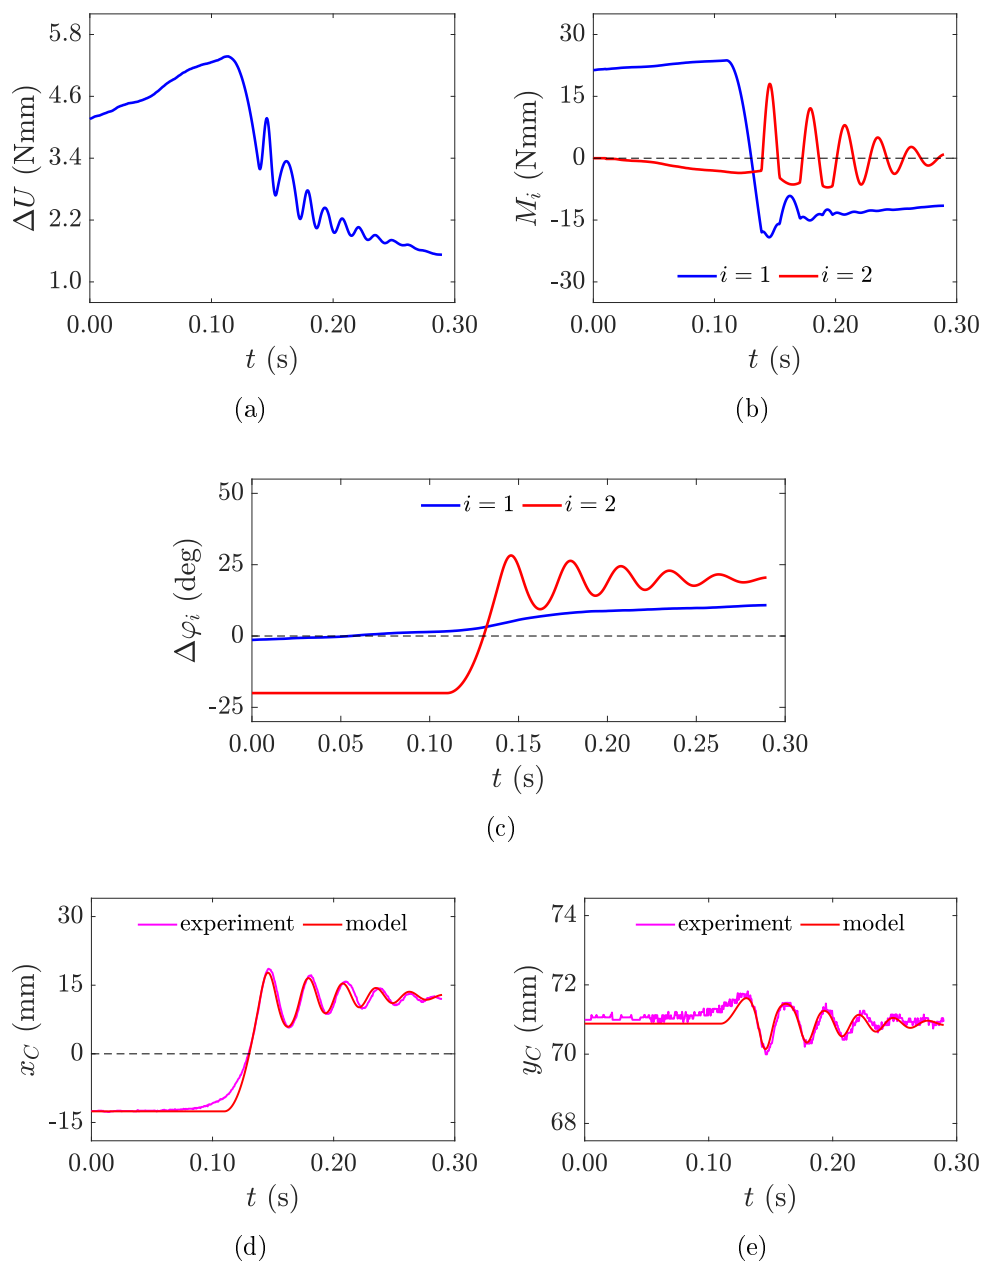 5.8
4.6
3.4
2.2
1.0
ΔU (Nmm)
0.00 0.10 0.20 0.30
t (s)
(a)
30
15
0
-15
-30
M_i (Nmm)
i = 1 i = 2
0.00 0.10 0.20 0.30
t (s)
(b)
50
25
0
-25
Δφ_i (deg)
i = 1 i = 2
0.00 0.05 0.10 0.15 0.20 0.25 0.30
t (s)
(c)
30
15
0
-15
x_C (mm)
experiment model
0.00 0.10 0.20 0.30
t (s)
(d)
74
72
70
68
y_C (mm)
experiment model
0.00 0.10 0.20 0.30
t (s)
(e)